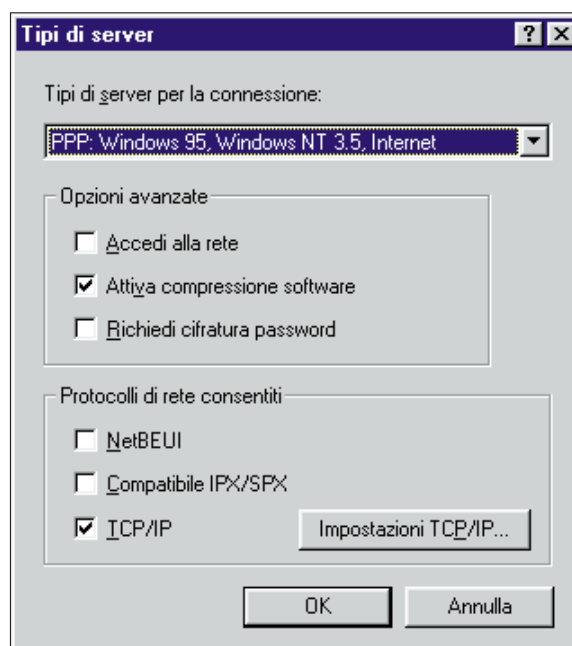 Tipi di server
Tipi di server per la connessione:
PPP: Windows 95, Windows NT 3.5, Internet
Opzioni avanzate
Accedi alla rete
Attiva compressione software
Richiedi cifratura password
Protocolli di rete consentiti
NetBEUI
Compatibile IPX/SPX
TCP/IP
Impostazioni TCP/IP...
OK
Annulla